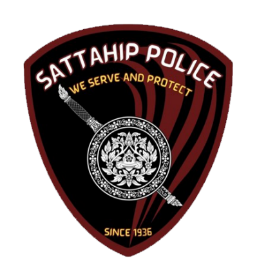 SATTAHIP POLICE
WE SERVE AND PROTECT
SINCE 1936